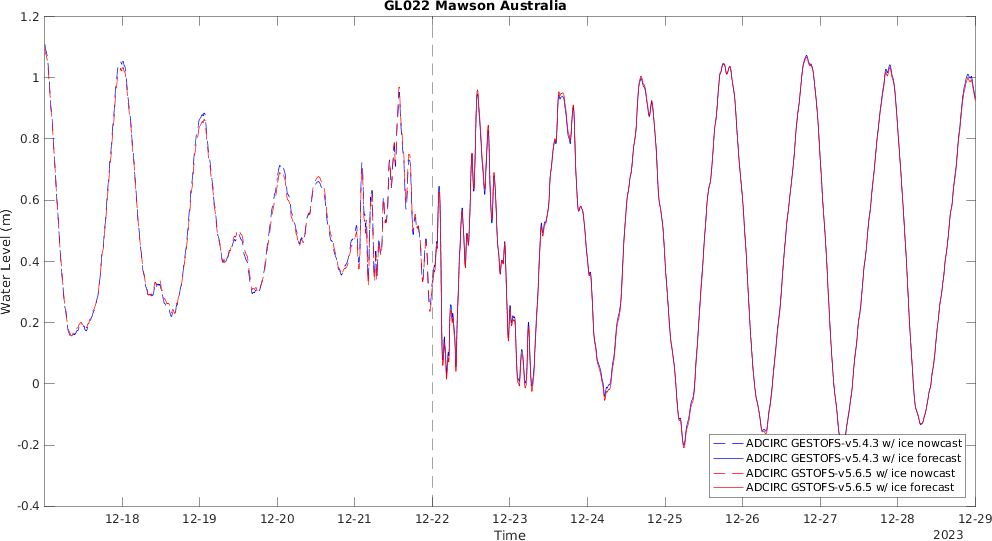 GL022 Mawson Australia
Water Level (m)
1.2
1
0.8
0.6
0.4
0.2
0
-0.2
-0.4
ADCIRC GESTOFS-v5.4.3 w/ ice nowcast
ADCIRC GESTOFS-v5.4.3 w/ ice forecast
ADCIRC GSTOFS-v5.6.5 w/ ice nowcast
ADCIRC GSTOFS-v5.6.5 w/ ice forecast
12-18 12-19 12-20 12-21 12-22 12-23 12-24 12-25 12-26 12-27 12-28 12-29
Time
2023